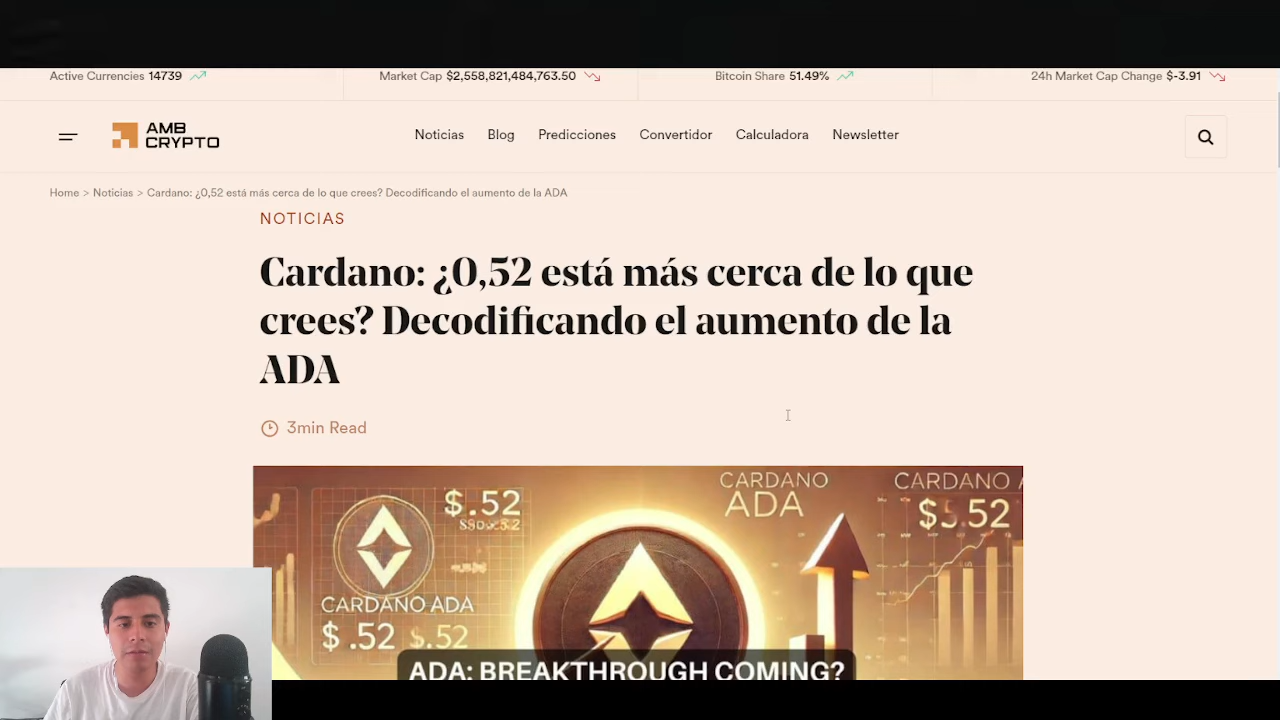 Active Currencies 14739
Market Cap $2,558,821,484,763.50
Bitcoin Share 51.49%
24h Market Cap Change $-3.91
AMB
CRYPTO
Noticias
Blog
Predicciones
Convertidor
Calculadora
Newsletter
Home > Noticias > Cardano: ¿0,52 está más cerca de lo que crees? Decodificando el aumento de la ADA
NOTICIAS
Cardano: ¿0,52 está más cerca de lo que
crees? Decodificando el aumento de la
ADA
3min Read
$.52
CARDANO ADA
$.52 $.52
CARDANO
ADA
CARDANO
ADA: BREAKTHROUGH COMING?